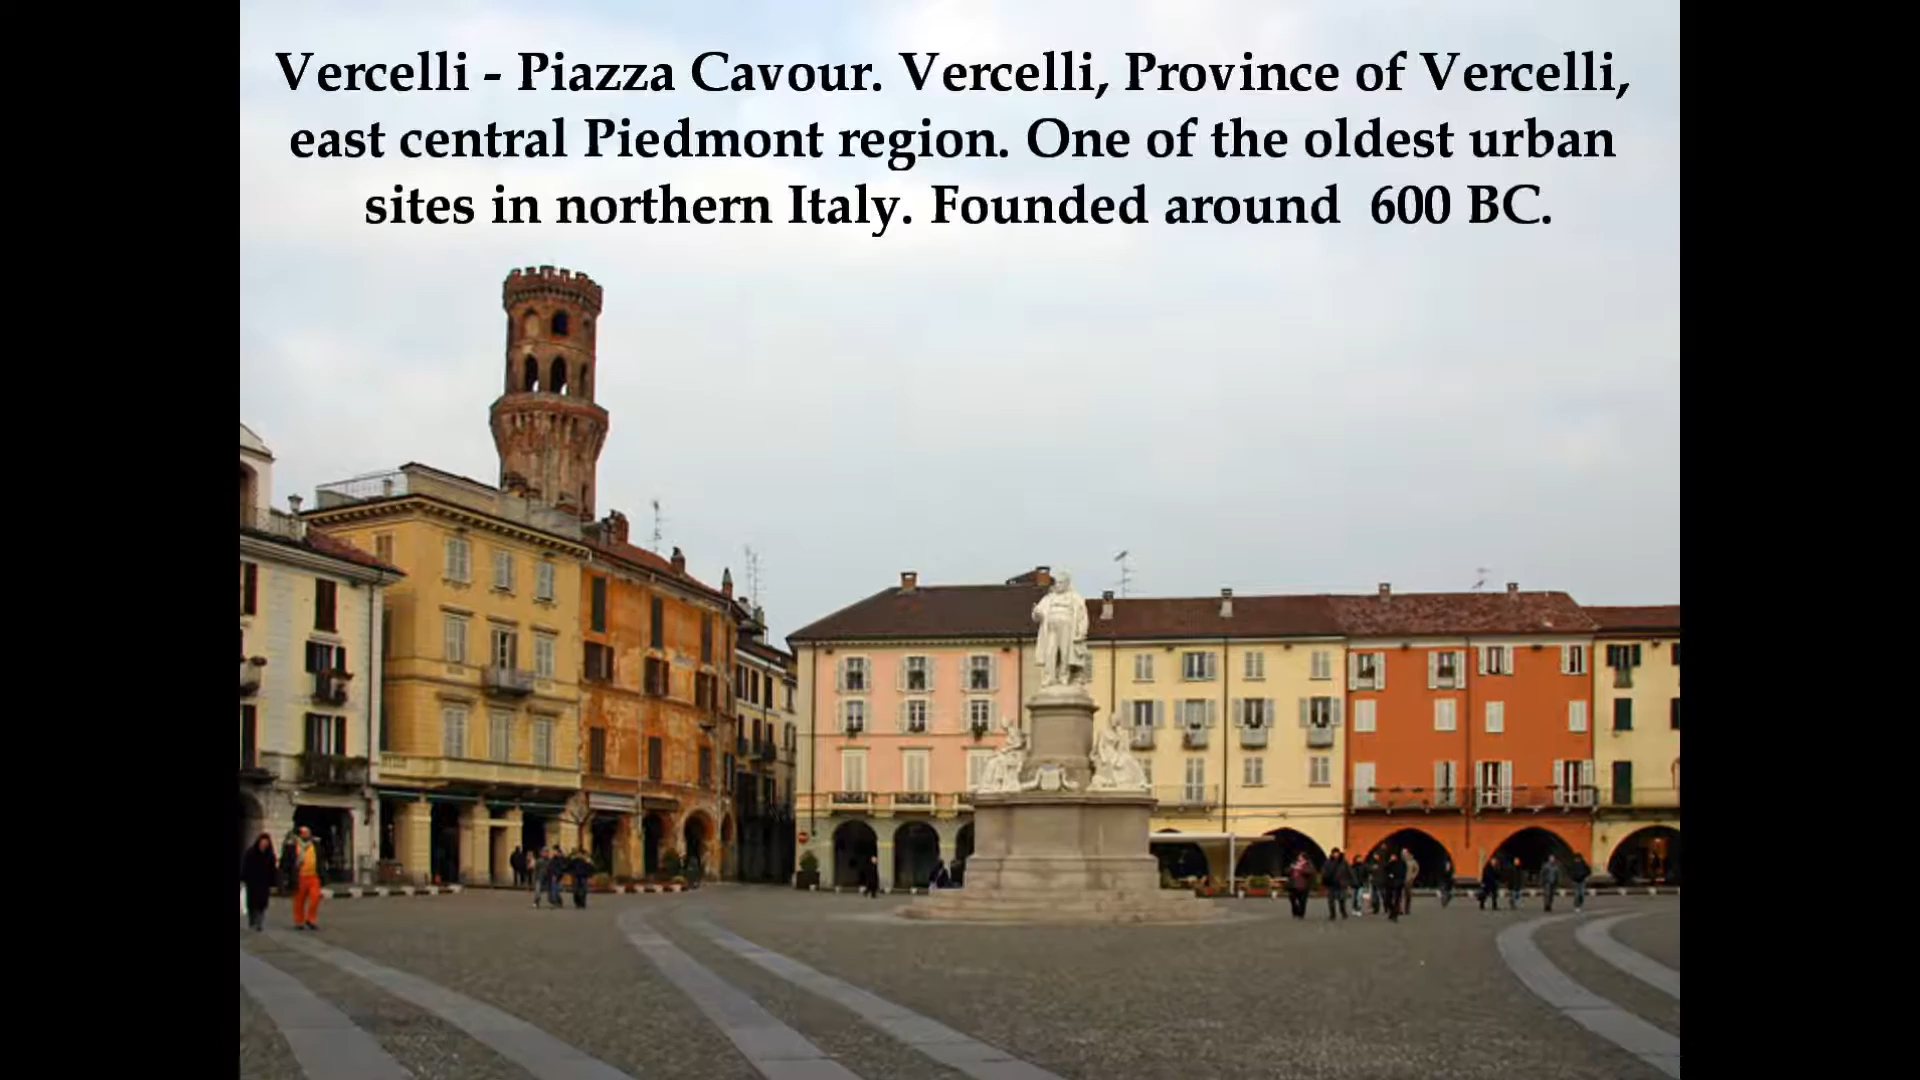 Vercelli - Piazza Cavour. Vercelli, Province of Vercelli,
east central Piedmont region. One of the oldest urban
sites in northern Italy. Founded around  600 BC.